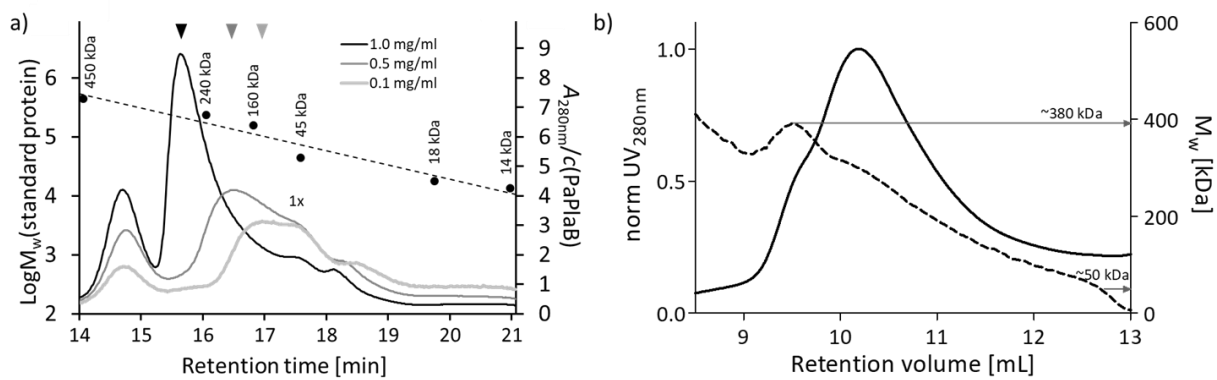 a)
LogMw(standard protein)
6
5
4
3
2
450 kDa
240 kDa
160 kDa
45 kDa
18 kDa
14 kDa
1.0 mg/ml
0.5 mg/ml
0.1 mg/ml
1x
9
8
7
6
5
4
3
2
1
0
A280nm/c(PaPlaB)
14 15 16 17 18 19 20 21
Retention time [min]
b)
norm UV280nm
1.0
0.5
0.0
~380 kDa
~50 kDa
600
400
200
0
Mw [kDa]
9 10 11 12 13
Retention volume [mL]